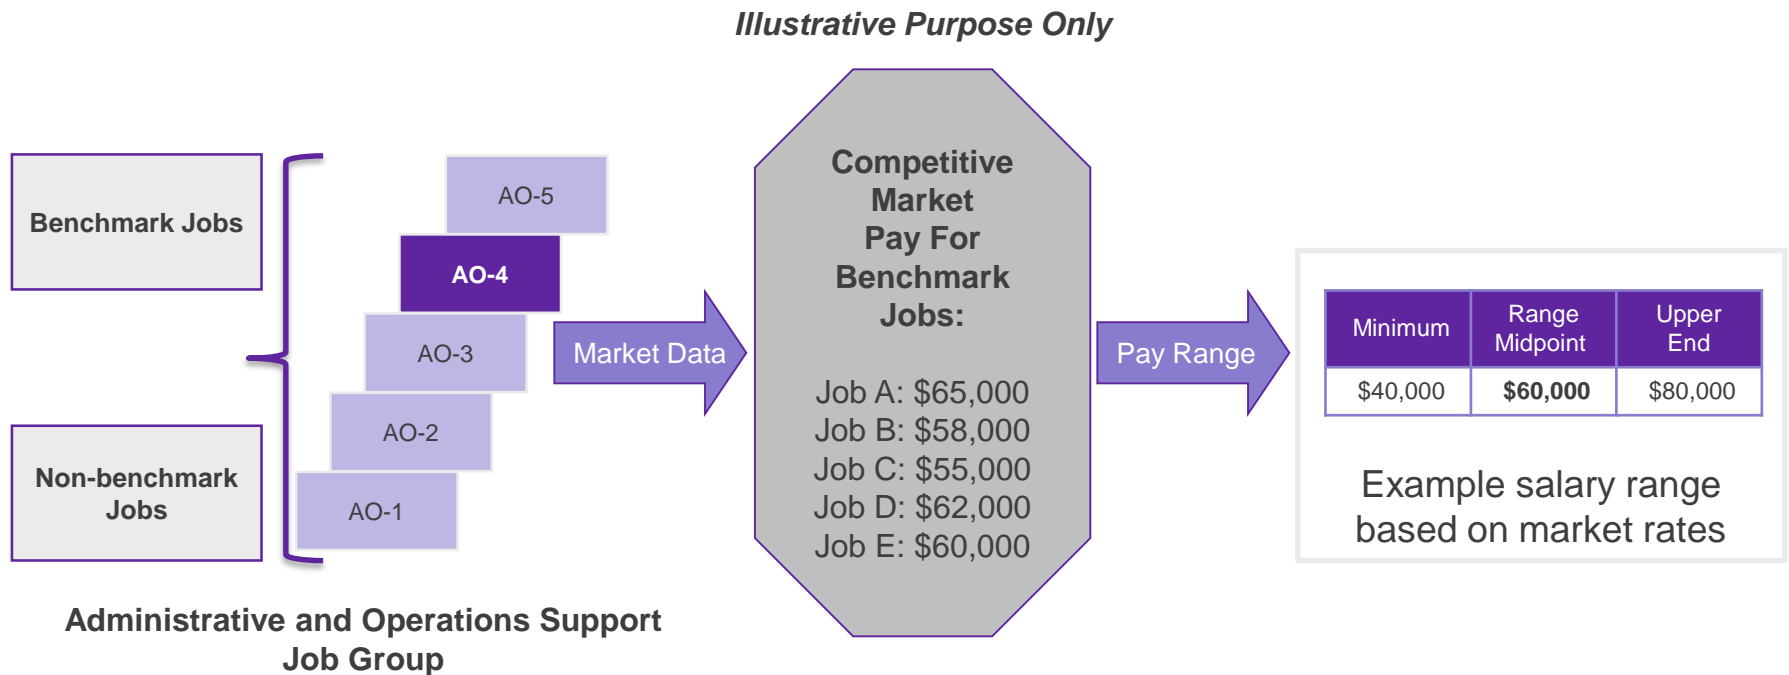 Illustrative Purpose Only
Benchmark Jobs
Non-benchmark
Jobs
AO-5
AO-4
AO-3
AO-2
AO-1
Administrative and Operations Support
Job Group
Market Data
Competitive
Market
Pay For
Benchmark
Jobs:
Job A: $65,000
Job B: $58,000
Job C: $55,000
Job D: $62,000
Job E: $60,000
Pay Range
Minimum
Range
Midpoint
Upper
End
$40,000
$60,000
$80,000
Example salary range
based on market rates